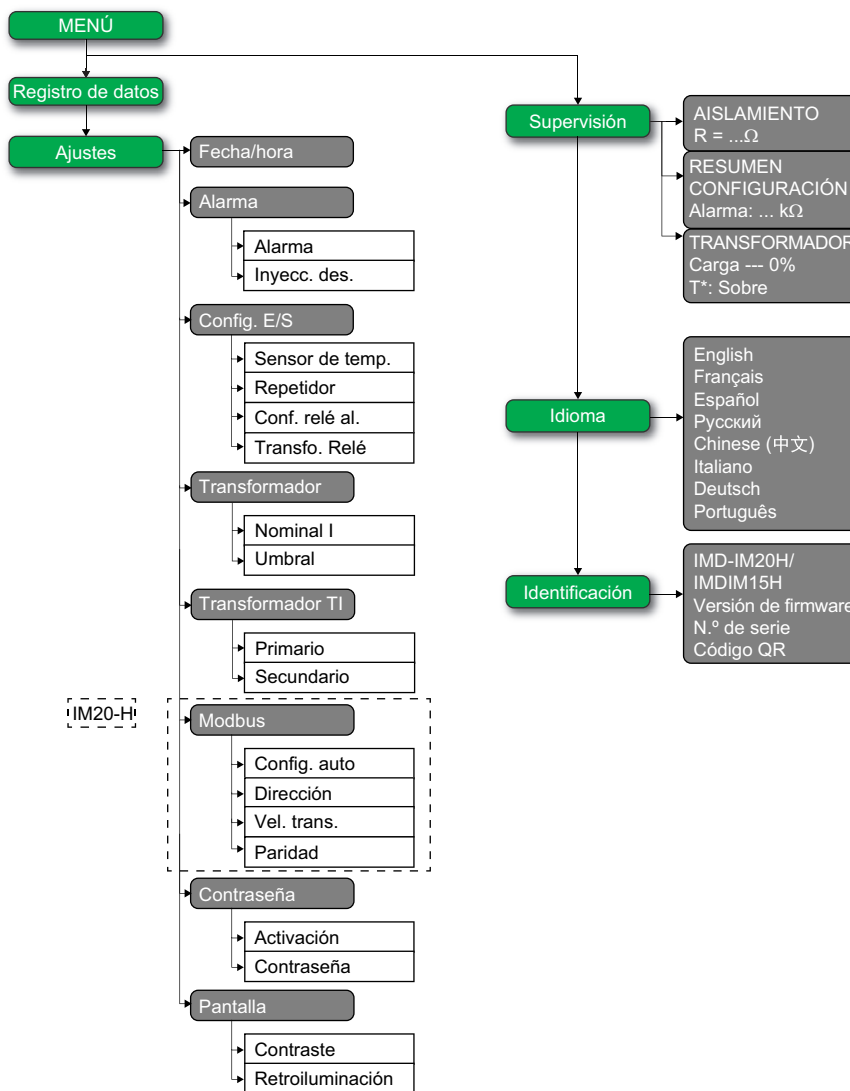 MENÚ
Registro de datos
Ajustes
Fecha/hora
Alarma
Alarma
Inyecc. des.
Config. E/S
Sensor de temp.
Repetidor
Conf. relé al.
Transfo. Relé
Transformador
Nominal I
Umbral
Transformador TI
Primario
Secundario
IM20-H
Modbus
Config. auto
Dirección
Vel. trans.
Paridad
Contraseña
Activación
Contraseña
Pantalla
Contraste
Retroiluminación
Supervisión
AISLAMIENTO
R = ...Ω
RESUMEN
CONFIGURACIÓN
Alarma: ... kΩ
TRANSFORMADOR
Carga --- 0%
T*: Sobre
Idioma
English
Français
Español
Русский
Chinese (中文)
Italiano
Deutsch
Português
Identificación
IMD-IM20H/
IMDIM15H
Versión de firmware
N.º de serie
Código QR